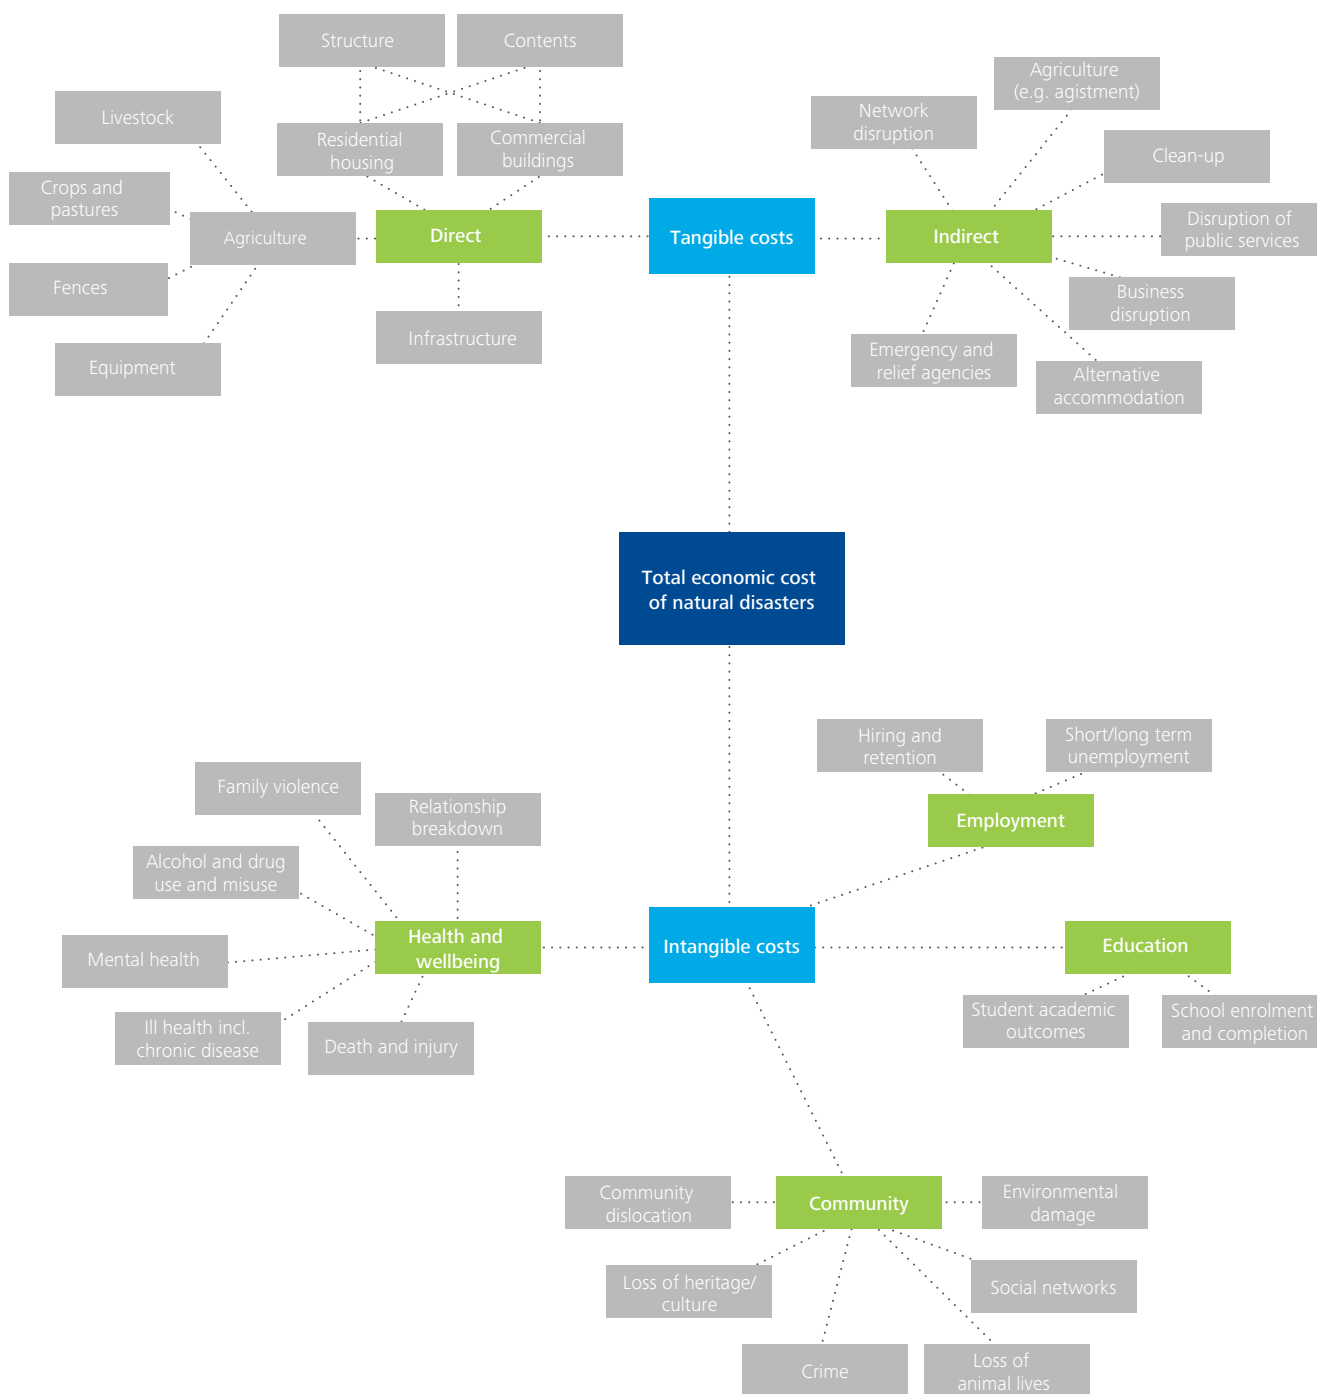 Structure
Contents
Agriculture
(e.g. agistment)
Network
disruption
Livestock
Residential
housing
Commercial
buildings
Clean-up
Crops and
pastures
Agriculture
Direct
Tangible costs
Indirect
Disruption of
public services
Fences
Business
disruption
Infrastructure
Emergency and
relief agencies
Equipment
Alternative
accommodation
Total economic cost
of natural disasters
Hiring and
retention
Short/long term
unemployment
Family violence
Relationship
breakdown
Employment
Alcohol and drug
use and misuse
Health and
wellbeing
Intangible costs
Education
Mental health
Student academic
outcomes
School enrolment
and completion
Ill health incl.
chronic disease
Death and injury
Community
dislocation
Community
Environmental
damage
Loss of heritage/
culture
Social networks
Crime
Loss of
animal lives